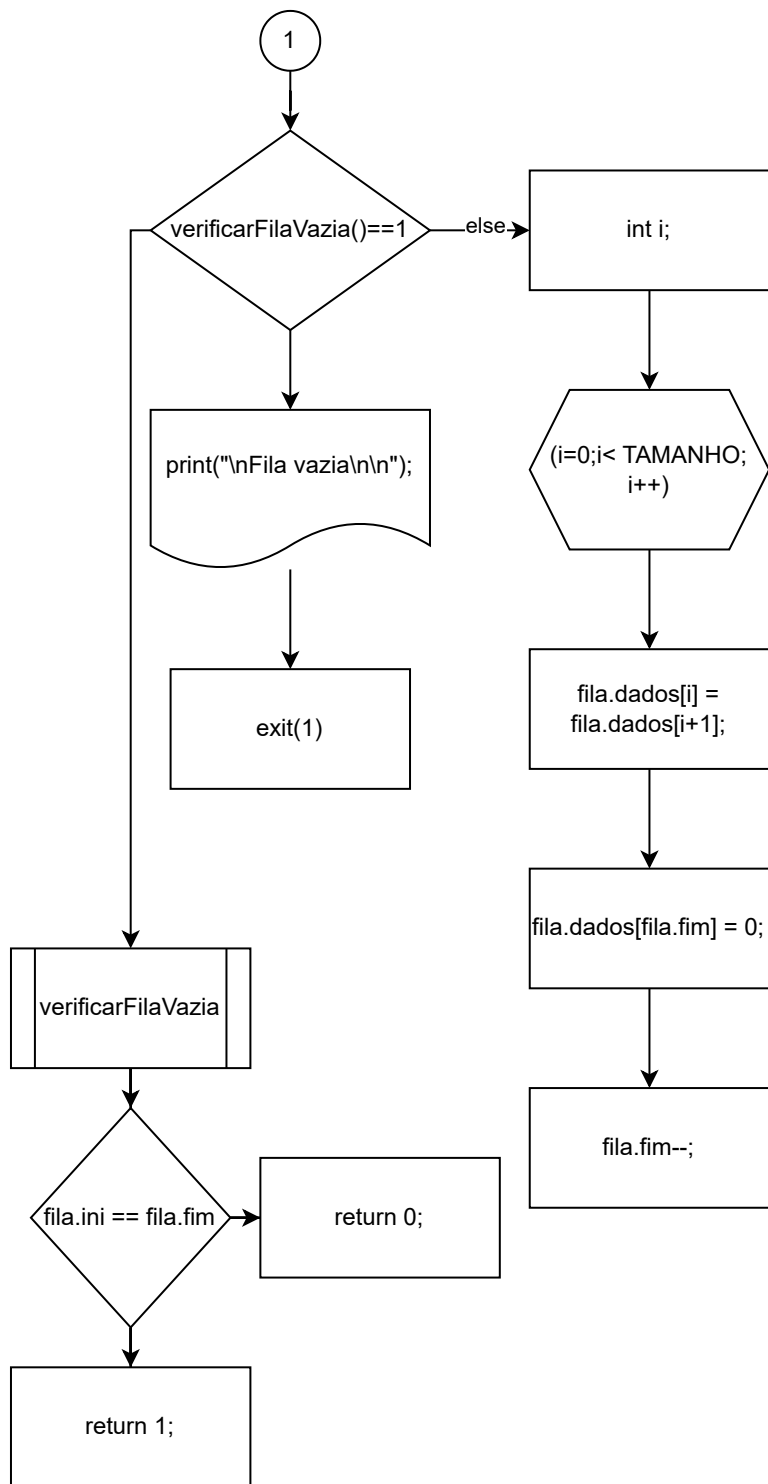 1
verificarFilaVazia()==1
else
int i;
print("\nFila vazia\n\n");
(i=0;i< TAMANHO;
i++)
exit(1)
fila.dados[i] =
fila.dados[i+1];
fila.dados[fila.fim] = 0;
verificarFilaVazia
fila.fim--;
fila.ini == fila.fim
return 0;
return 1;